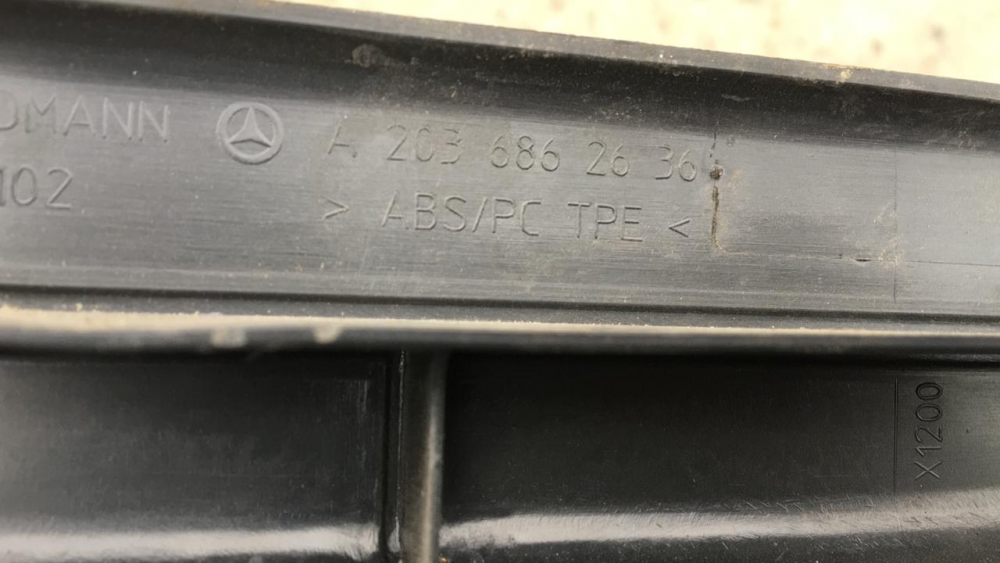 DMANN A 203 686 26 36
102 > ABS/PC TPE <
X1200